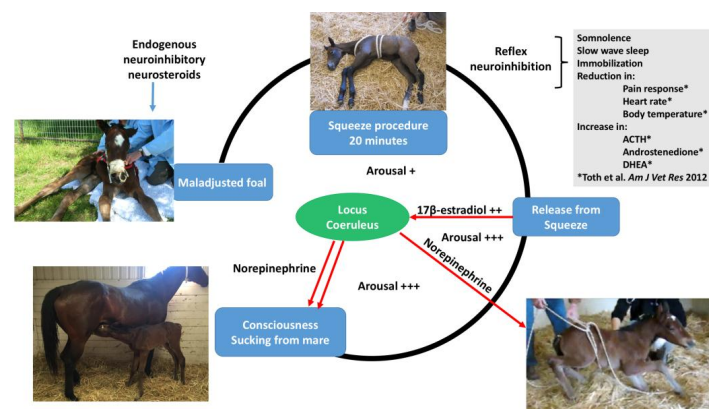 Endogenous
neuroinhibitory
neurosteroids
Maladjusted foal
Squeeze procedure
20 minutes
Arousal +
Reflex
neuroinhibition
Somnolence
Slow wave sleep
Immobilization
Reduction in:
Pain response*
Heart rate*
Body temperature*
Increase in:
ACTH*
Androstenedione*
DHEA*
*Toth et al. Am J Vet Res 2012
Locus
Coeruleus
17β-estradiol ++
Release from
Squeeze
Arousal +++
Norepinephrine
Norepinephrine
Arousal +++
Consciousness
Sucking from mare